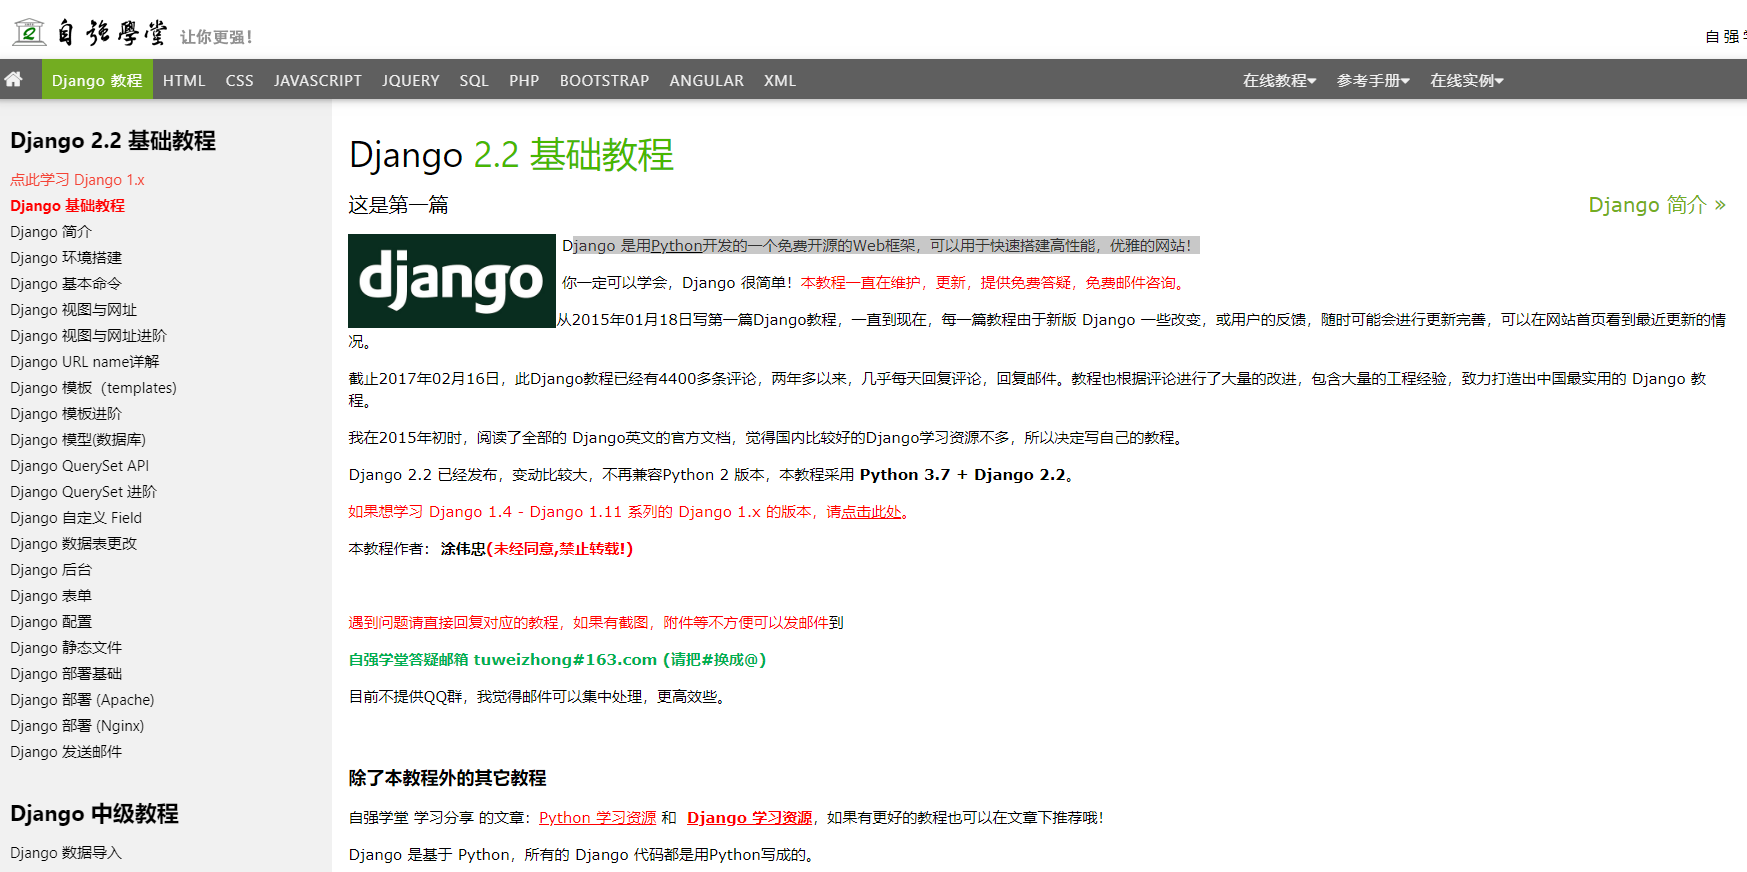 自强學堂 让你更强！
自 强
Django 教程 HTML CSS JAVASCRIPT JQUERY SQL PHP BOOTSTRAP ANGULAR XML 在线教程 参考手册 在线实例
Django 2.2 基础教程
点此学习 Django 1.x
Django 基础教程
Django 简介
Django 环境搭建
Django 基本命令
Django 视图与网址
Django 视图与网址进阶
Django URL name详解
Django 模板（templates)
Django 模板进阶
Django 模型(数据库)
Django QuerySet API
Django QuerySet 进阶
Django 自定义 Field
Django 数据表更改
Django 后台
Django 表单
Django 配置
Django 静态文件
Django 部署基础
Django 部署 (Apache)
Django 部署 (Nginx)
Django 发送邮件
Django 中级教程
Django 数据导入
Django 2.2 基础教程
这是第一篇
Django 简介 »
django
Django 是用Python开发的一个免费开源的Web框架，可以用于快速搭建高性能，优雅的网站！
你一定可以学会，Django 很简单！本教程一直在维护，更新，提供免费答疑，免费邮件咨询。
从2015年01月18日写第一篇Django教程，一直到现在，每一篇教程由于新版 Django 一些改变，或用户的反馈，随时可能会进行更新完善，可以在网站首页看到最近更新的情
况。
截止2017年02月16日，此Django教程已经有4400多条评论，两年多以来，几乎每天回复评论，回复邮件。教程也根据评论进行了大量的改进，包含大量的工程经验，致力打造出中国最实用的 Django 教
程。
我在2015年初时，阅读了全部的 Django英文的官方文档，觉得国内比较好的Django学习资源不多，所以决定写自己的教程。
Django 2.2 已经发布，变动比较大，不再兼容Python 2 版本，本教程采用 Python 3.7 + Django 2.2。
如果想学习 Django 1.4 - Django 1.11 系列的 Django 1.x 的版本，请点击此处。
本教程作者： 涂伟忠(未经同意,禁止转载!)
遇到问题请直接回复对应的教程，如果有截图，附件等不方便可以发邮件到
自强学堂答疑邮箱 tuweizhong#163.com (请把#换成@)
目前不提供QQ群，我觉得邮件可以集中处理，更高效些。
除了本教程外的其它教程
自强学堂 学习分享 的文章：Python 学习资源 和 Django 学习资源，如果有更好的教程也可以在文章下推荐哦！
Django 是基于 Python，所有的 Django 代码都是用Python写成的。